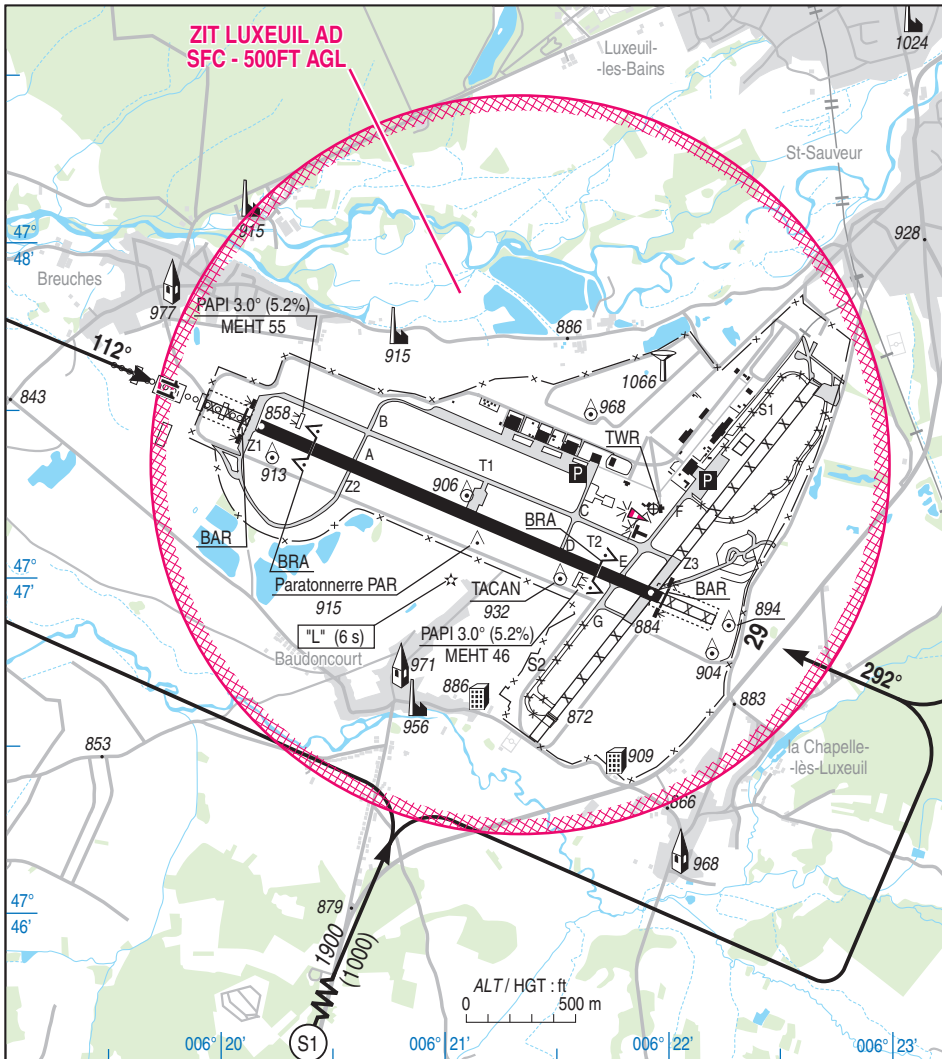 ZIT LUXEUIL AD
SFC - 500FT AGL
Luxeuil-
-les-Bains
1024
St-Sauveur
928
915
47°
48'
Breuches
977
PAPI 3.0° (5.2%)
MEHT 55
915
886
112°
1066
968
843
858
TWR
S1
B
Z1
913
A
T1
P
P
Z2
906
C
F
BRA
BAR
T2
D
E
Z3
BRA
47°
47'
Paratonnerre PAR
915
TACAN
932
BAR
"L" (6 s)
G
884
894
29
PAPI 3.0° (5.2%)
MEHT 46
904
Baudoncourt
971
S2
292°
886
883
956
872
853
909
la Chapelle-
-lès-Luxeuil
866
968
47°
46'
879
1900
(1000)
ALT / HGT : ft
0 500 m
S1
006° 20'
006° 21'
006° 22'
006° 23'